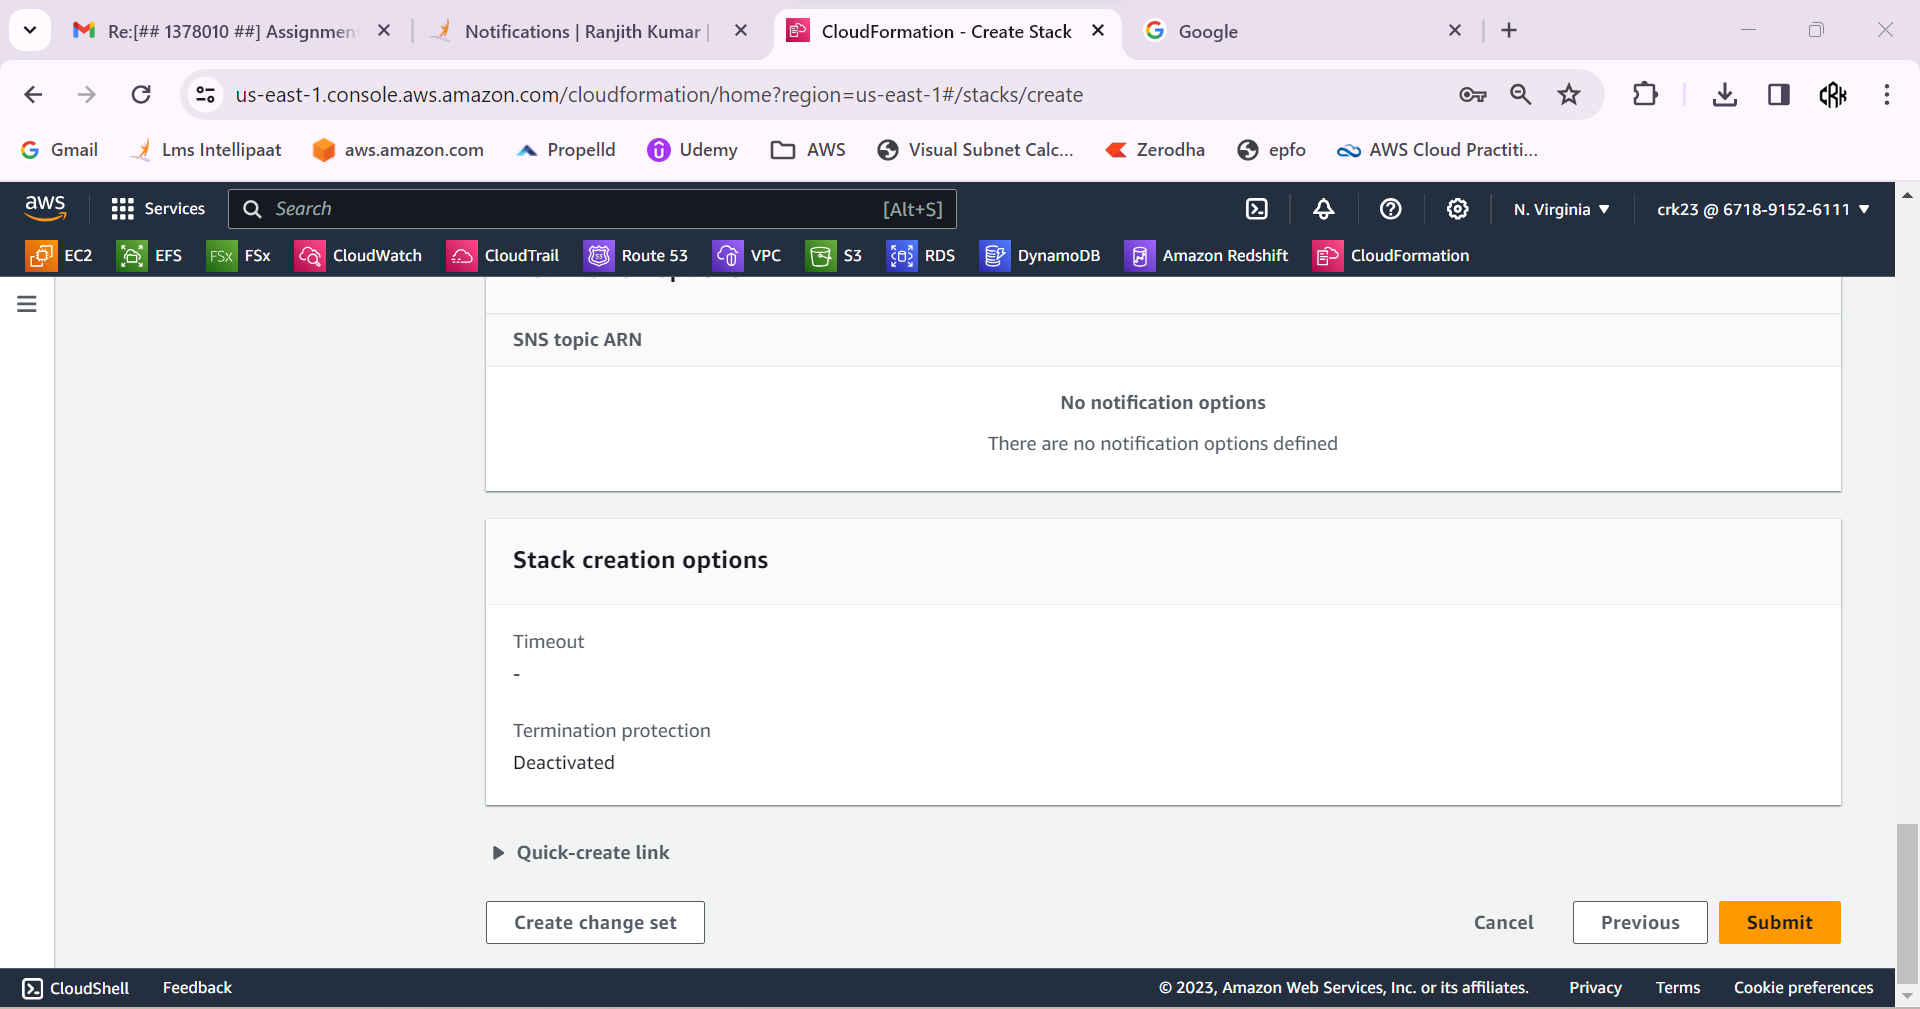 Re:[## 1378010 ##] Assignmen
Notifications | Ranjith Kumar |
CloudFormation - Create Stack
Google
us-east-1.console.aws.amazon.com/cloudformation/home?region=us-east-1#/stacks/create
Gmail
Lms Intellipaat
aws.amazon.com
Propelld
Udemy
AWS
Visual Subnet Calc...
Zerodha
epfo
AWS Cloud Practiti...
aws
Services
Search
[Alt+S]
N. Virginia
crk23 @ 6718-9152-6111
EC2
EFS
FSx
FSx
CloudWatch
CloudTrail
53
Route 53
VPC
S3
RDS
DynamoDB
Amazon Redshift
CloudFormation
SNS topic ARN
No notification options
There are no notification options defined
Stack creation options
Timeout
-
Termination protection
Deactivated
Quick-create link
Create change set
Cancel
Previous
Submit
CloudShell
Feedback
© 2023, Amazon Web Services, Inc. or its affiliates.
Privacy
Terms
Cookie preferences